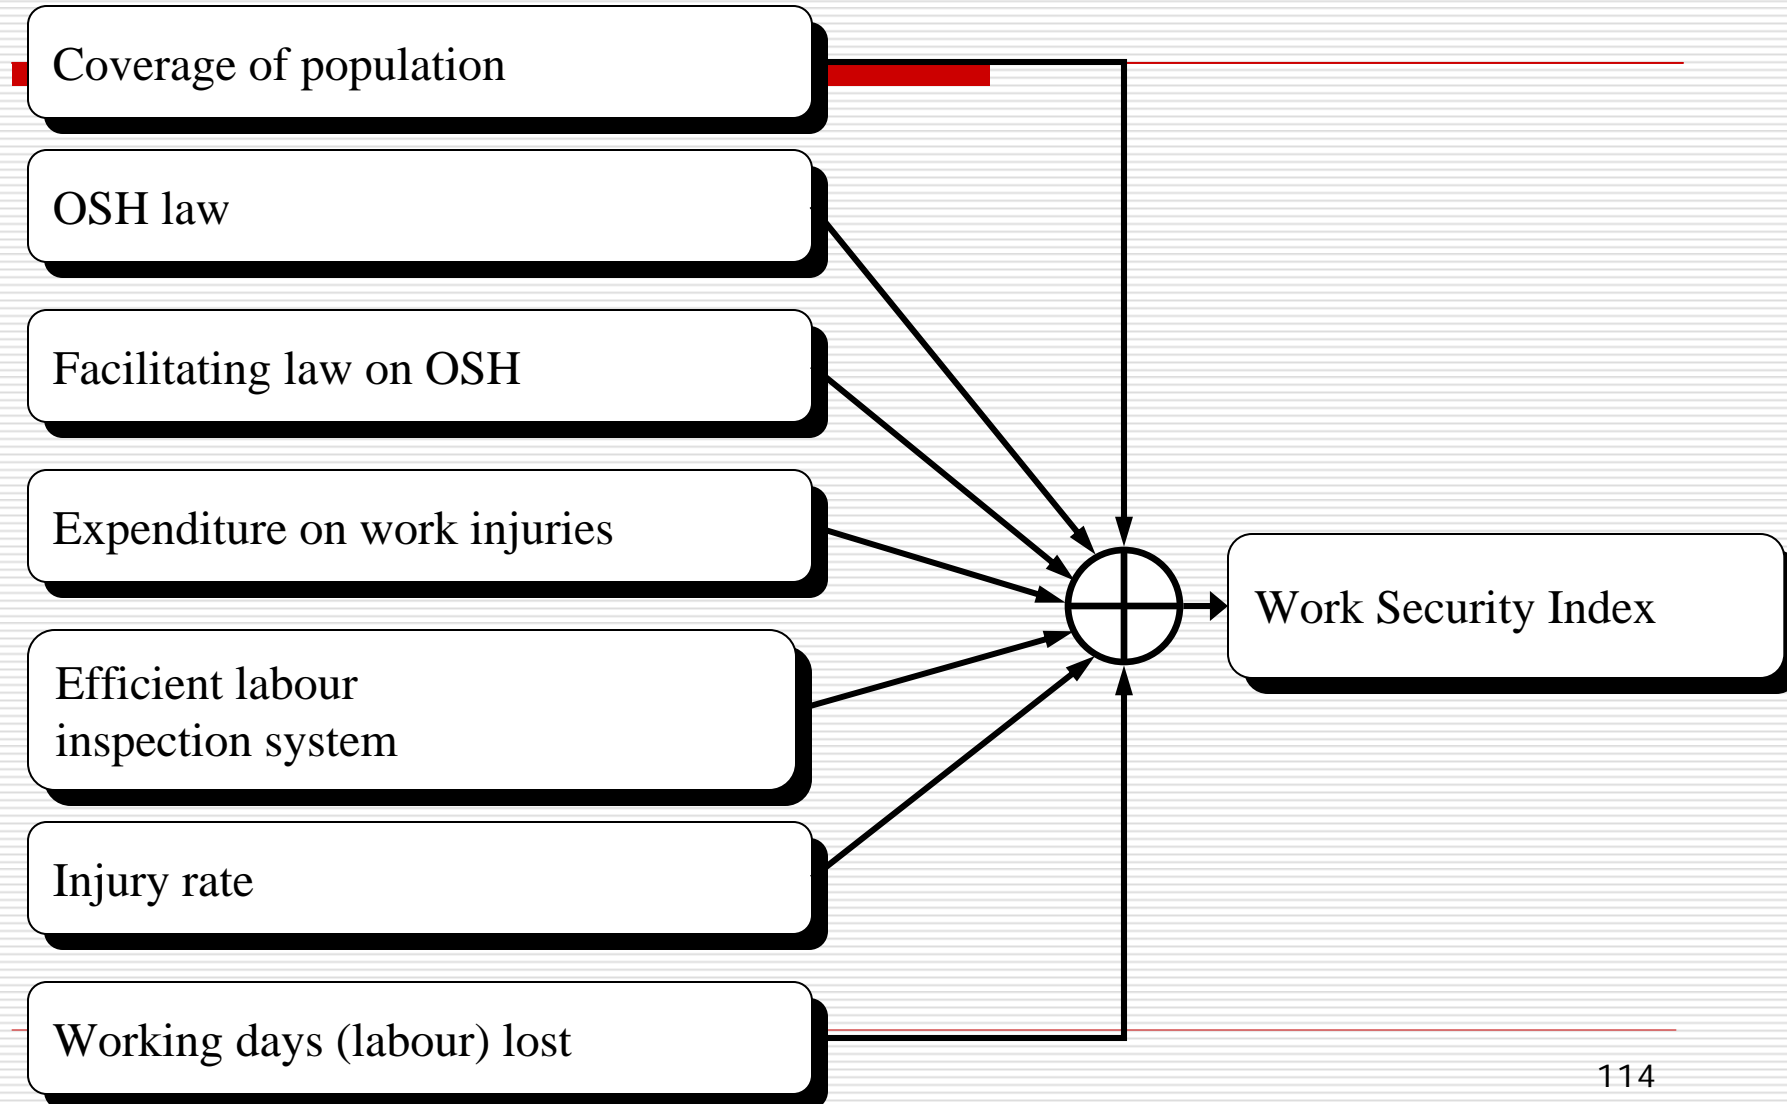 Coverage of population
OSH law
Facilitating law on OSH
Expenditure on work injuries
Efficient labour
inspection system
Injury rate
Working days (labour) lost
Work Security Index
114